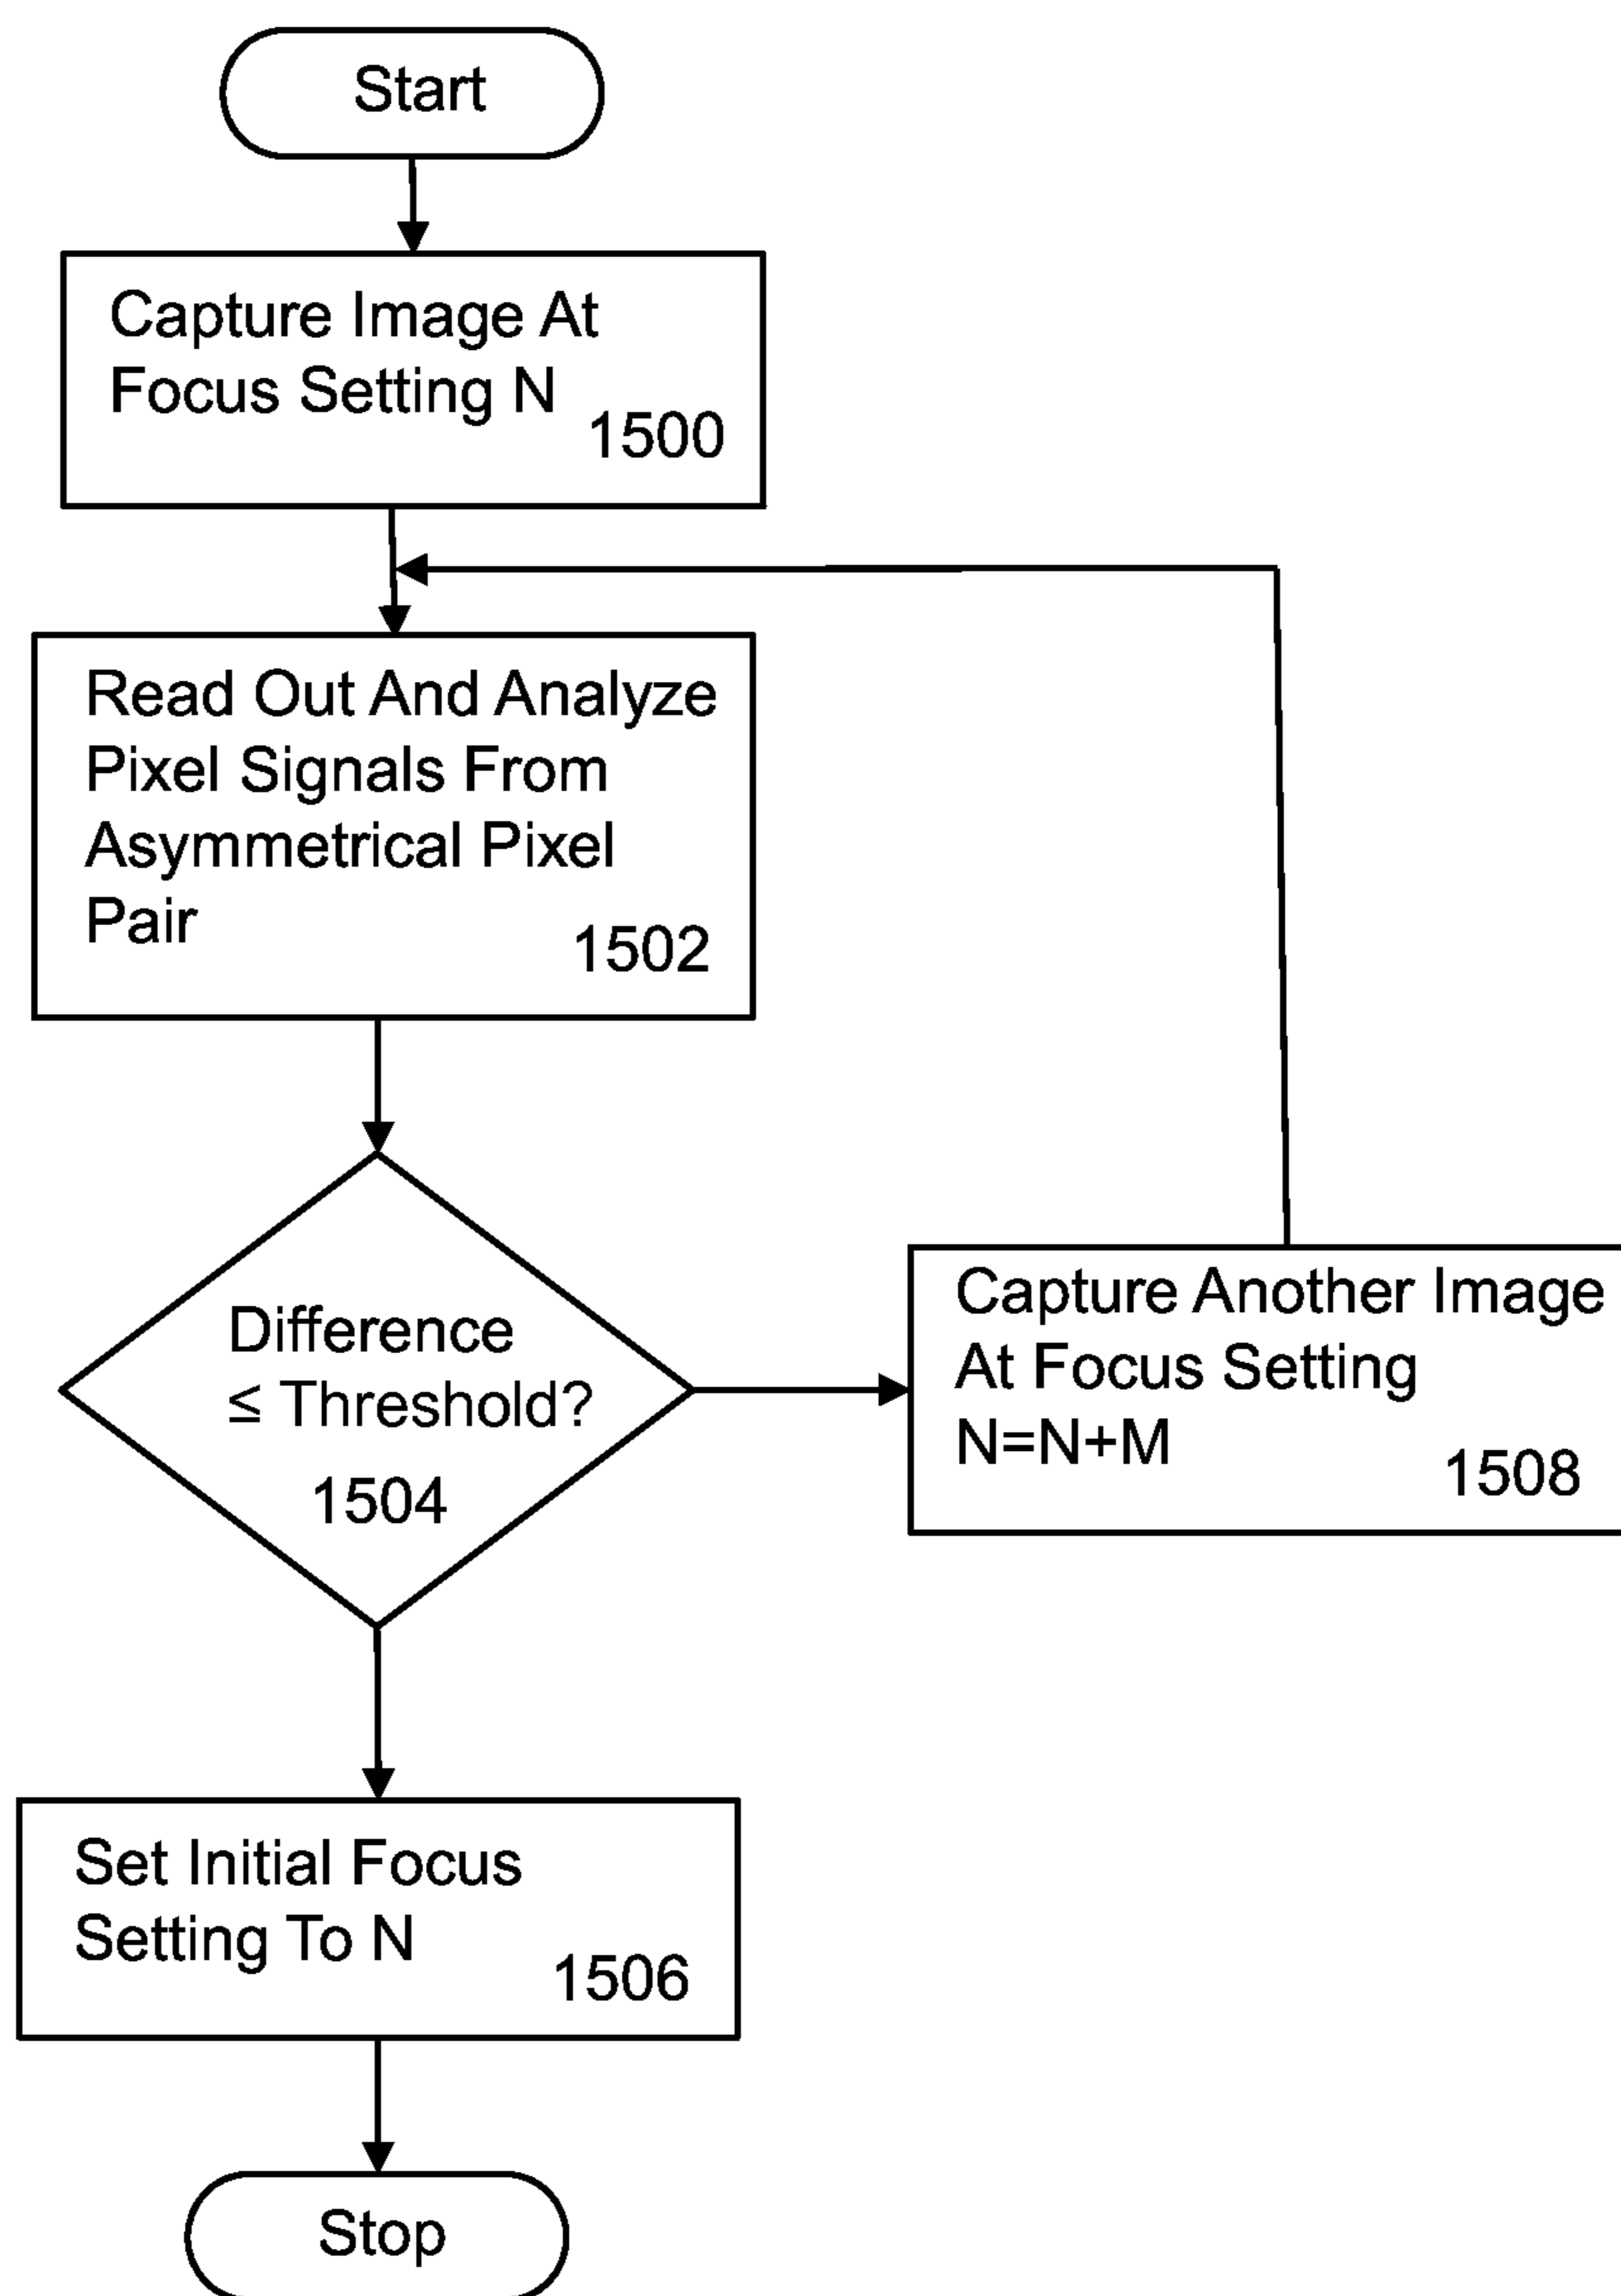 Start
Capture Image At
Focus Setting N
1500
Read Out And Analyze
Pixel Signals From
Asymmetrical Pixel
Pair
1502
Difference
≤ Threshold?
1504
Capture Another Image
At Focus Setting
N=N+M
1508
Set Initial Focus
Setting To N
1506
Stop